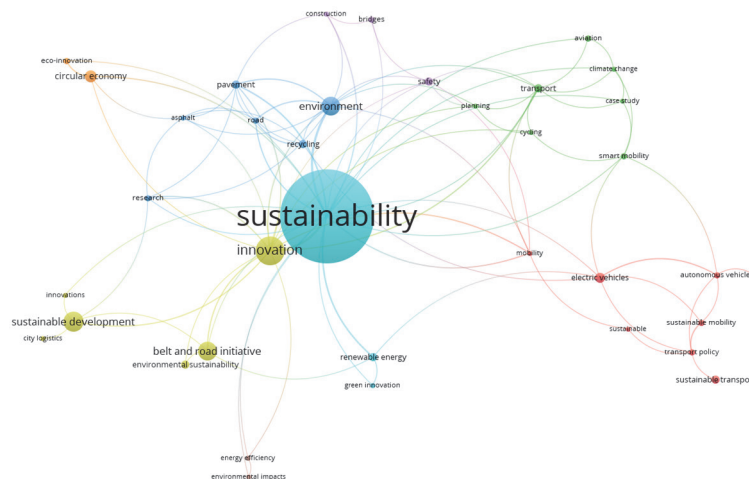 construction
bridges
aviation
eco-innovation
circular economy
climate change
pavement
safety
transport
environment
planning
case study
asphalt
road
cycling
recycling
smart mobility
research
sustainability
innovation
mobility
electric vehicles
autonomous vehicle
innovations
sustainable development
city logistics
sustainable mobility
sustainable
belt and road initiative
renewable energy
transport policy
environmental sustainability
green innovation
sustainable transpo
energy efficiency
environmental impacts